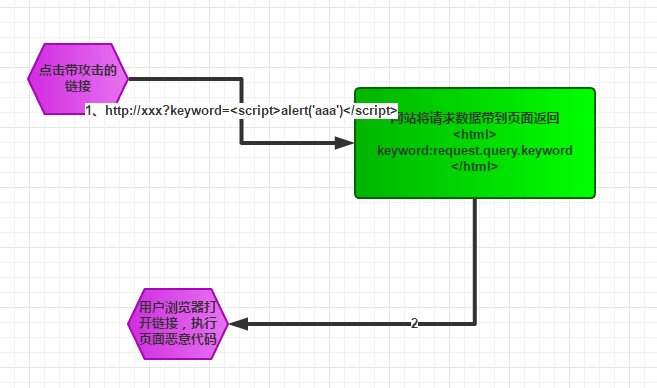 点击带攻击的
链接
1、http://xxx?keyword=<script>alert('aaa')</script>
网站将请求数据带到页面返回
<html>
keyword:request.query.keyword
</html>
2
用户浏览器打
开链接，执行
页面恶意代码